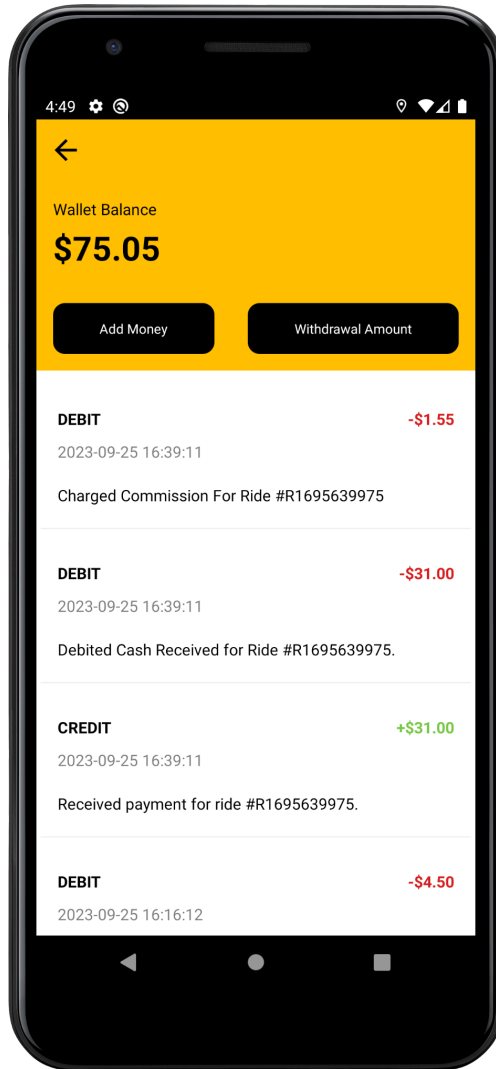 4:49
Wallet Balance
$75.05
Add Money
Withdrawal Amount
DEBIT -$1.55
2023-09-25 16:39:11
Charged Commission For Ride #R1695639975
DEBIT -$31.00
2023-09-25 16:39:11
Debited Cash Received for Ride #R1695639975.
CREDIT +$31.00
2023-09-25 16:39:11
Received payment for ride #R1695639975.
DEBIT -$4.50
2023-09-25 16:16:12